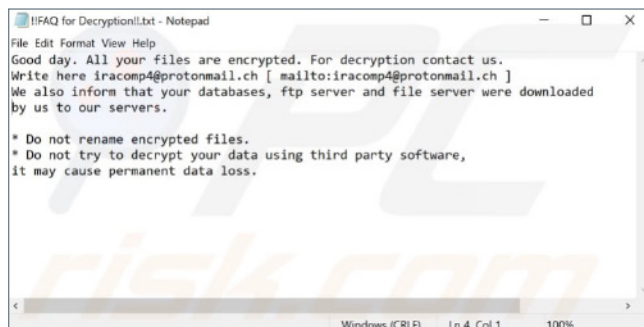 !!FAQ for Decryption!!.txt - Notepad
File Edit Format View Help
Good day. All your files are encrypted. For decryption contact us.
Write here iracomp4@protonmail.ch [ mailto:iracomp4@protonmail.ch ]
We also inform that your databases, ftp server and file server were downloaded
by us to our servers.
* Do not rename encrypted files.
* Do not try to decrypt your data using third party software,
it may cause permanent data loss.
PC
risk.com
Windows (CRLF) Ln 4, Col 1 100%